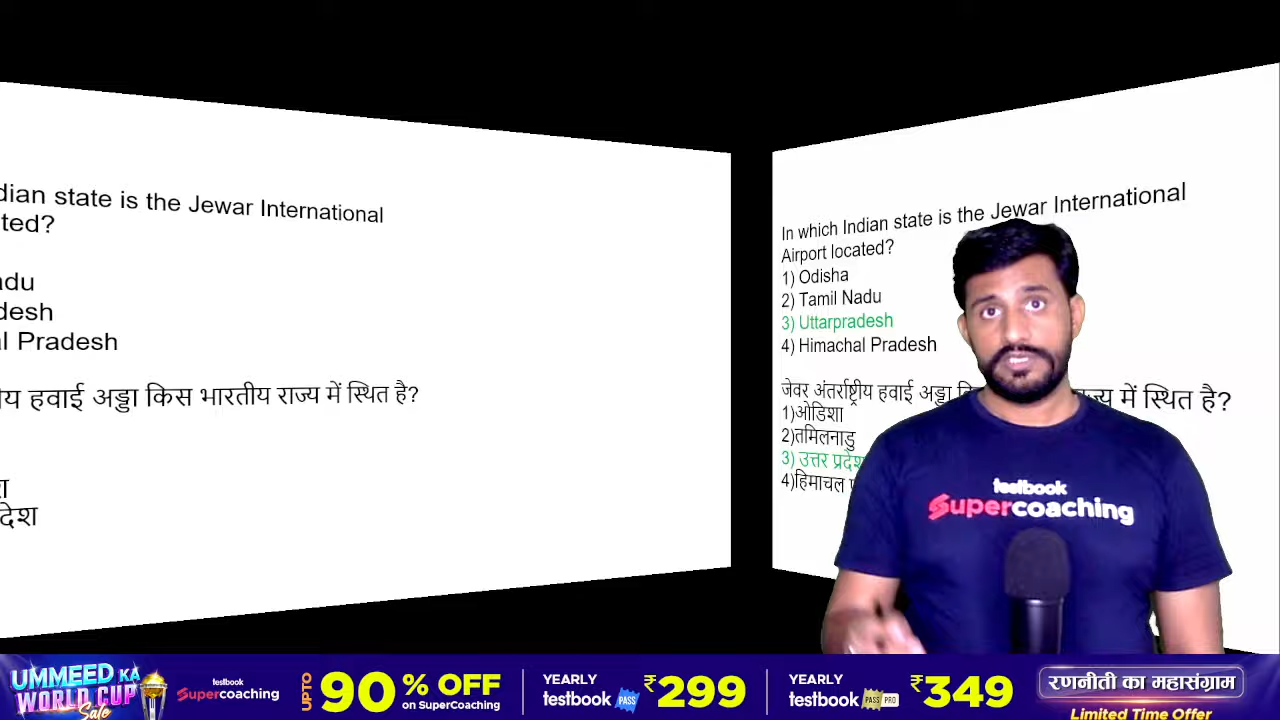 dian state is the Jewar International
ted?
adu
desh
l Pradesh
य हवाई अड्डा किस भारतीय राज्य में स्थित है?
देश
In which Indian state is the Jewar International
Airport located?
1) Odisha
2) Tamil Nadu
3) Uttarpradesh
4) Himachal Pradesh
जेवर अंतर्राष्ट्रीय हवाई अड्डा
में स्थित है?
1)ओडिशा
2)तमिलनाडु
3) उत्तर प्रदेश
4)हिमाचल
testbook
Supercoaching
UMMEED KA
WORLD CUP
Sale
testbook
Supercoaching
UPTO
90% OFF
on SuperCoaching
YEARLY
testbook PASS
₹299
YEARLY
testbook PASS PRO
₹349
रणनीती का महासंग्राम
Limited Time Offer